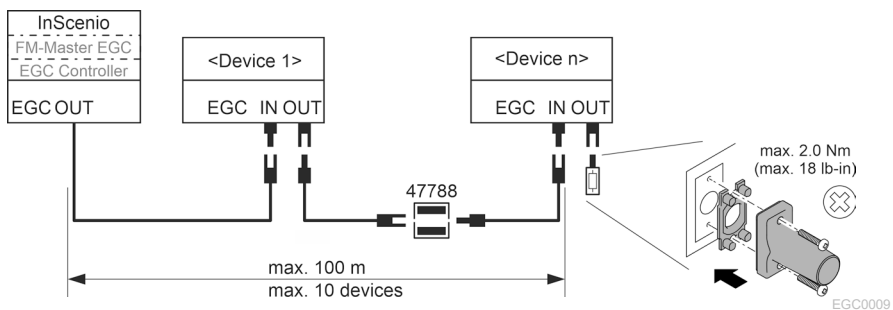 InScenio
FM-Master EGC
EGC Controller
EGC OUT
<Device 1>
EGC IN OUT
<Device n>
EGC IN OUT
47788
max. 2.0 Nm
(max. 18 lb-in)
max. 100 m
max. 10 devices
EGC0009